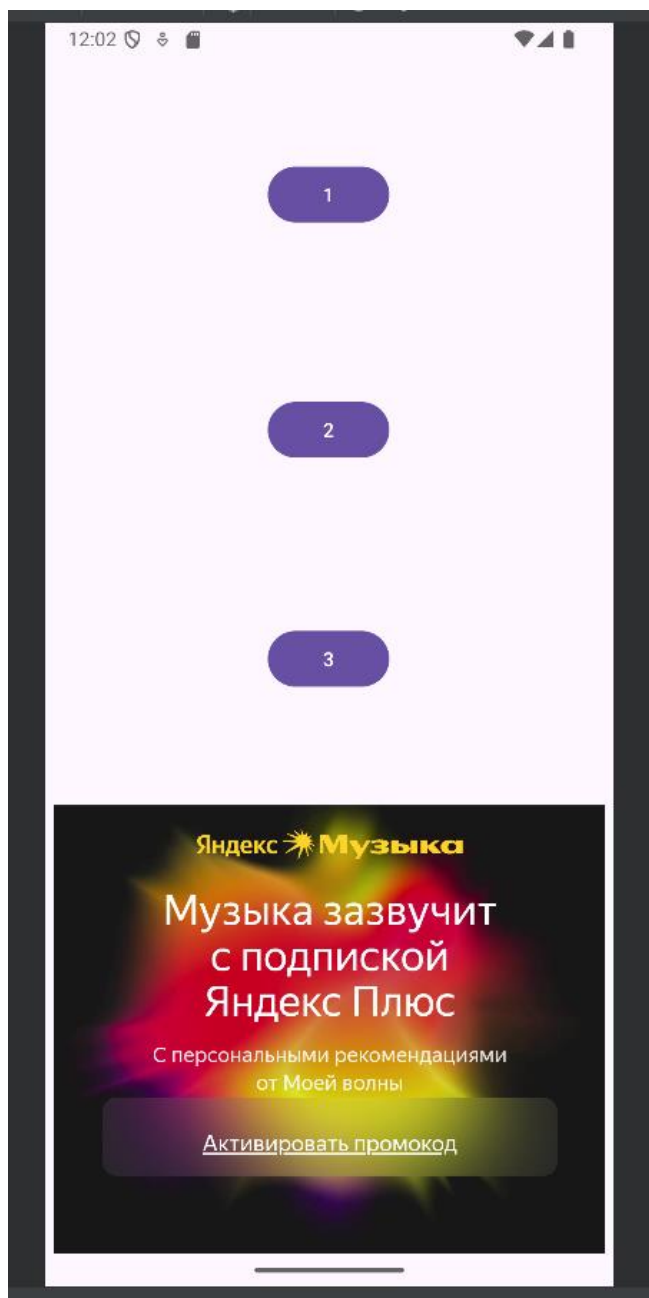 12:02
1
2
3
Яндекс Музыка
Музыка зазвучит
с подпиской
Яндекс Плюс
С персональными рекомендациями
от Моей волны
Активировать промокод